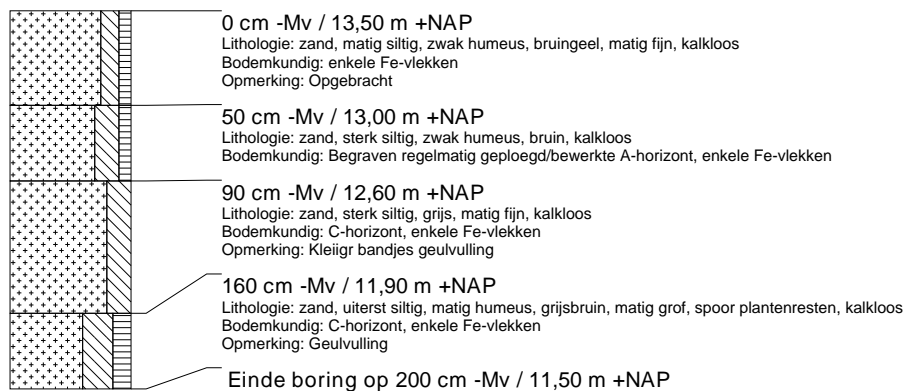 0 cm -Mv / 13,50 m +NAP
Lithologie: zand, matig siltig, zwak humeus, bruingeel, matig fijn, kalkloos
Bodemkundig: enkele Fe-vlekken
Opmerking: Opgebracht
50 cm -Mv / 13,00 m +NAP
Lithologie: zand, sterk siltig, zwak humeus, bruin, kalkloos
Bodemkundig: Begraven regelmatig geploegd/bewerkte A-horizont, enkele Fe-vlekken
90 cm -Mv / 12,60 m +NAP
Lithologie: zand, sterk siltig, grijs, matig fijn, kalkloos
Bodemkundig: C-horizont, enkele Fe-vlekken
Opmerking: Kleiigr bandjes geulvulling
160 cm -Mv / 11,90 m +NAP
Lithologie: zand, uiterst siltig, matig humeus, grijsbruin, matig grof, spoor plantenresten, kalkloos
Bodemkundig: C-horizont, enkele Fe-vlekken
Opmerking: Geulvulling
Einde boring op 200 cm -Mv / 11,50 m +NAP